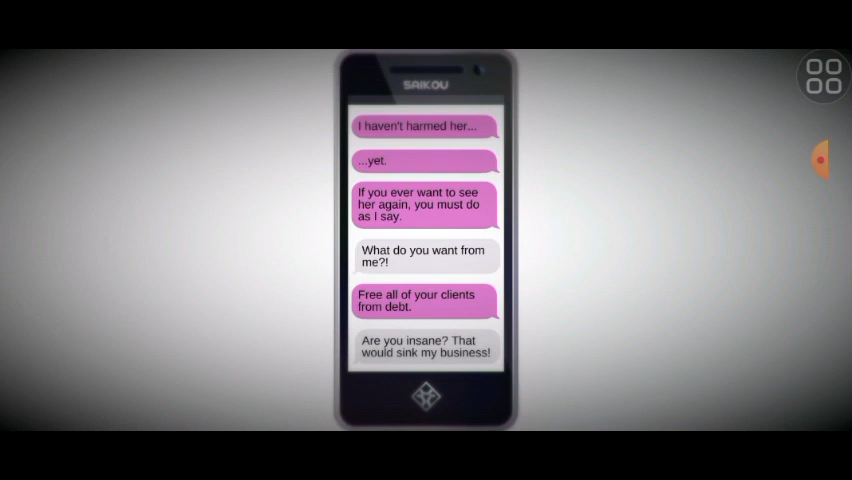 SAIKOU
I haven't harmed her...
...yet.
If you ever want to see
her again, you must do
as I say.
What do you want from
me?!
Free all of your clients
from debt.
Are you insane? That
would sink my business!